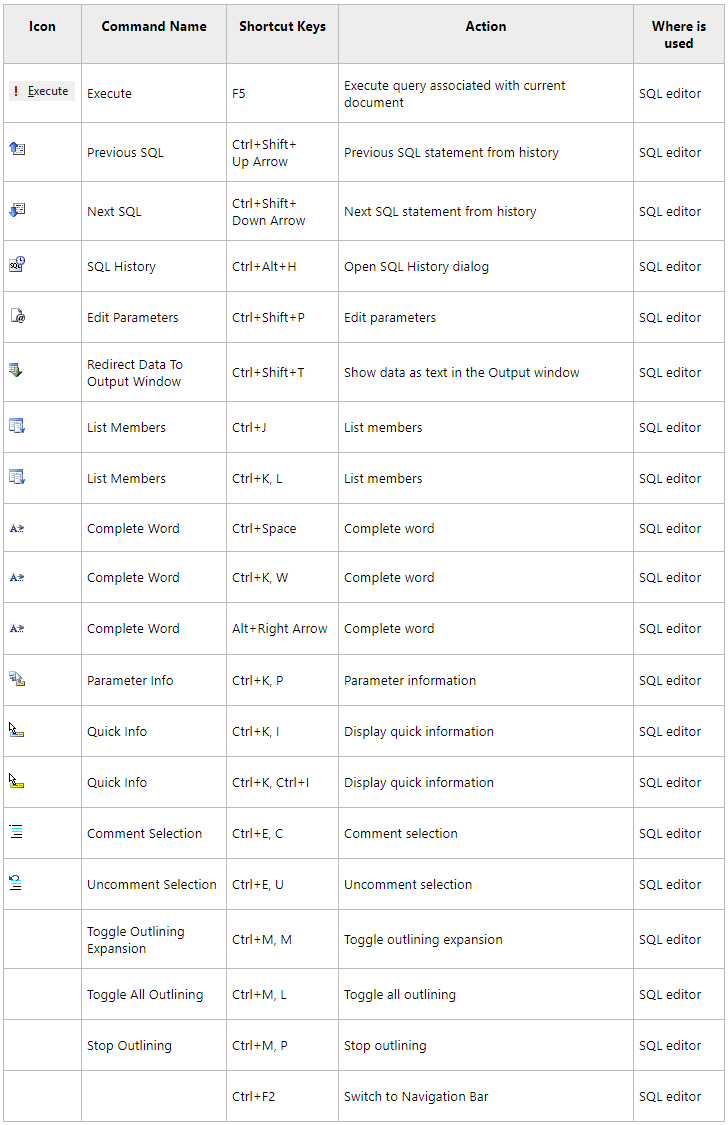 Icon Command Name Shortcut Keys Action Where is
used
Execute Execute F5 Execute query associated with current
document SQL editor
Previous SQL Ctrl+Shift+
Up Arrow Previous SQL statement from history SQL editor
Next SQL Ctrl+Shift+
Down Arrow Next SQL statement from history SQL editor
SQL History Ctrl+Alt+H Open SQL History dialog SQL editor
Edit Parameters Ctrl+Shift+P Edit parameters SQL editor
Redirect Data To
Output Window Ctrl+Shift+T Show data as text in the Output window SQL editor
List Members Ctrl+J List members SQL editor
List Members Ctrl+K, L List members SQL editor
Complete Word Ctrl+Space Complete word SQL editor
Complete Word Ctrl+K, W Complete word SQL editor
Complete Word Alt+Right Arrow Complete word SQL editor
Parameter Info Ctrl+K, P Parameter information SQL editor
Quick Info Ctrl+K, I Display quick information SQL editor
Quick Info Ctrl+K, Ctrl+I Display quick information SQL editor
Comment Selection Ctrl+E, C Comment selection SQL editor
Uncomment Selection Ctrl+E, U Uncomment selection SQL editor
Toggle Outlining
Expansion Ctrl+M, M Toggle outlining expansion SQL editor
Toggle All Outlining Ctrl+M, L Toggle all outlining SQL editor
Stop Outlining Ctrl+M, P Stop outlining SQL editor
Ctrl+F2 Switch to Navigation Bar SQL editor